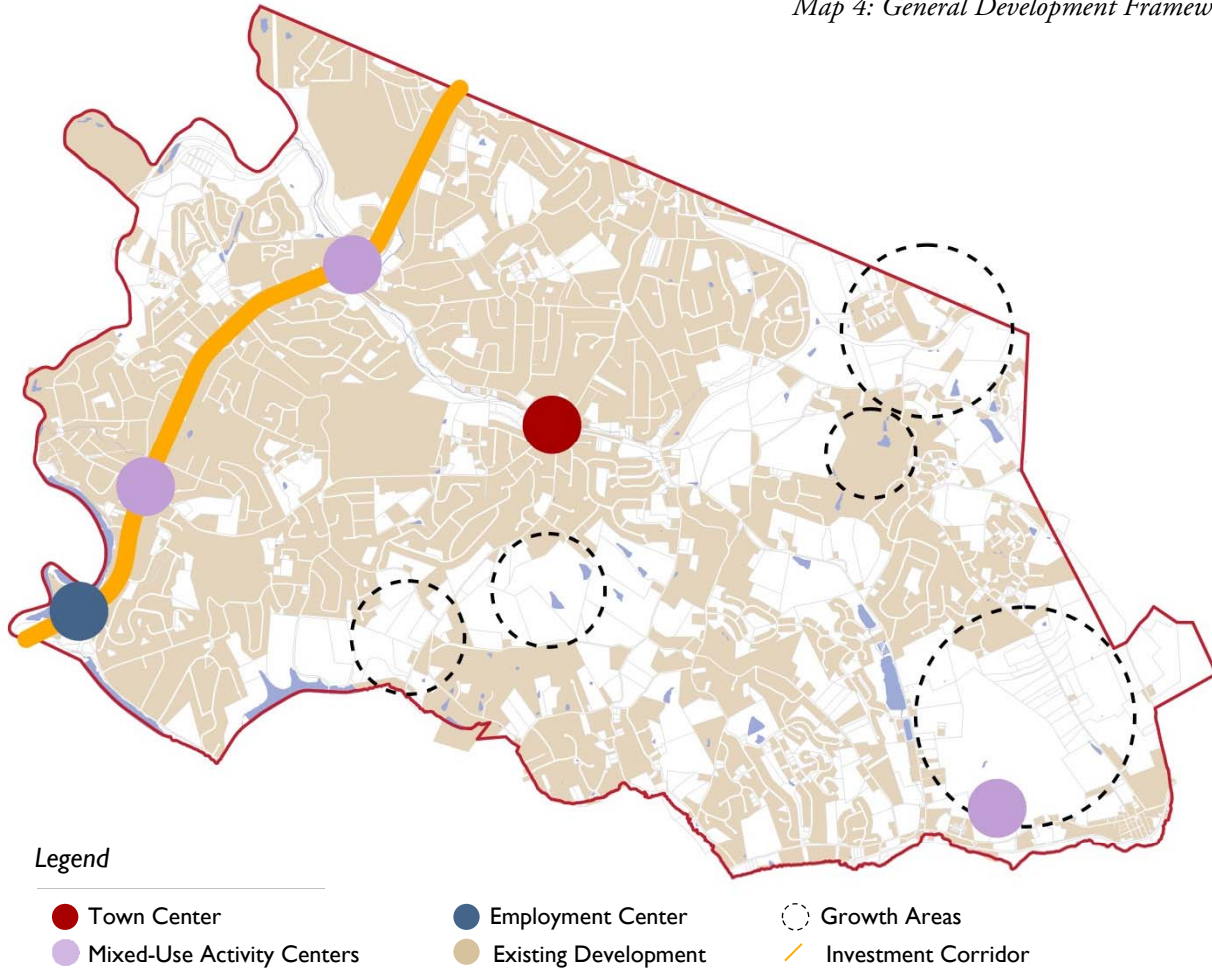 Map 4: General Development Framew
Legend
Town Center
Employment Center
Growth Areas
Mixed-Use Activity Centers
Existing Development
Investment Corridor